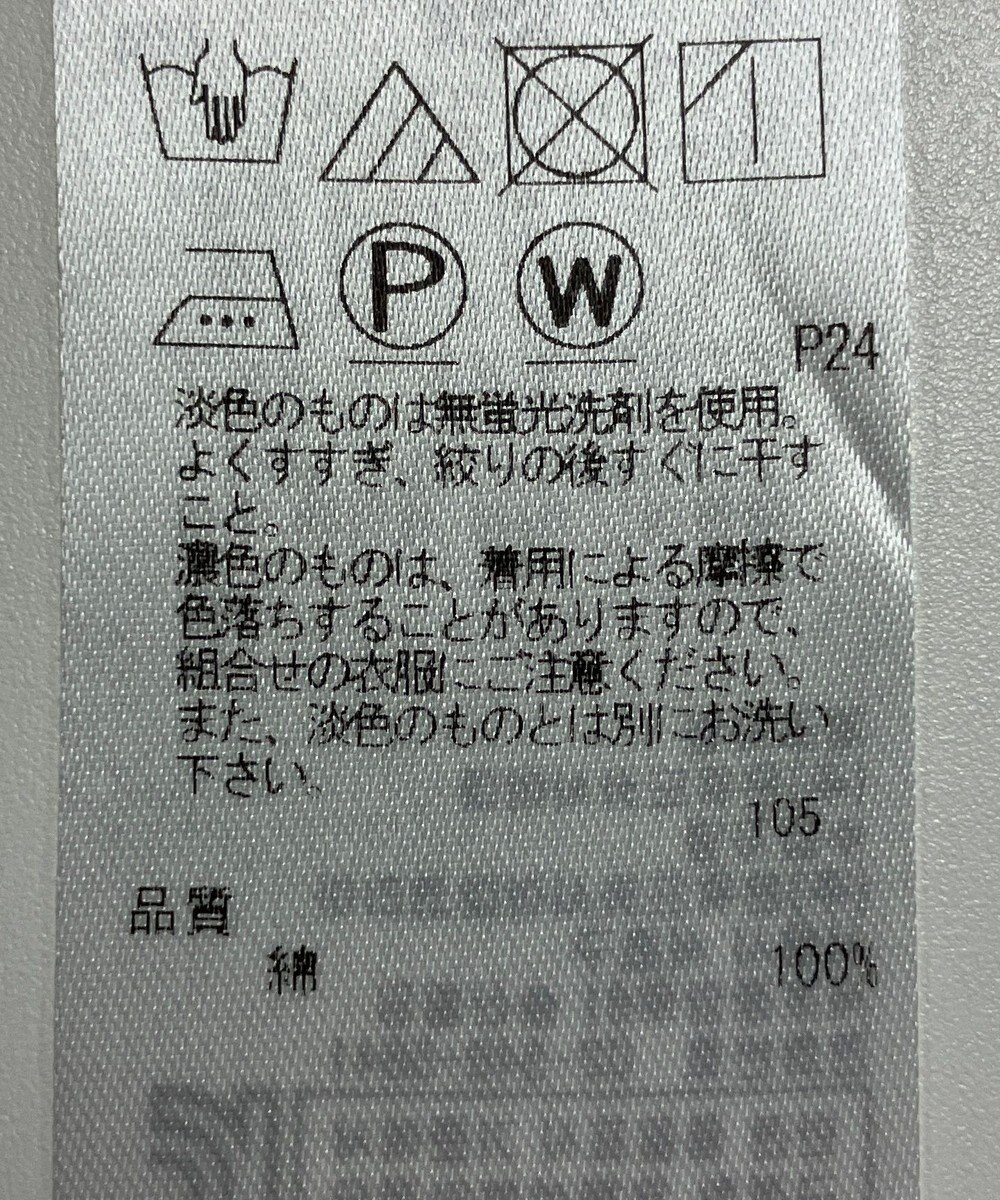 P
W
P24
淡色のものは無蛍光洗剤を使用。
よくすすぎ、絞りの後すぐに干す
こと。
濃色のものは、着用による摩擦で
色落ちすることがありますので、
組合せの衣服にご注意ください。
また、淡色のものとは別にお洗い
下さい。
105
品質
綿 100%